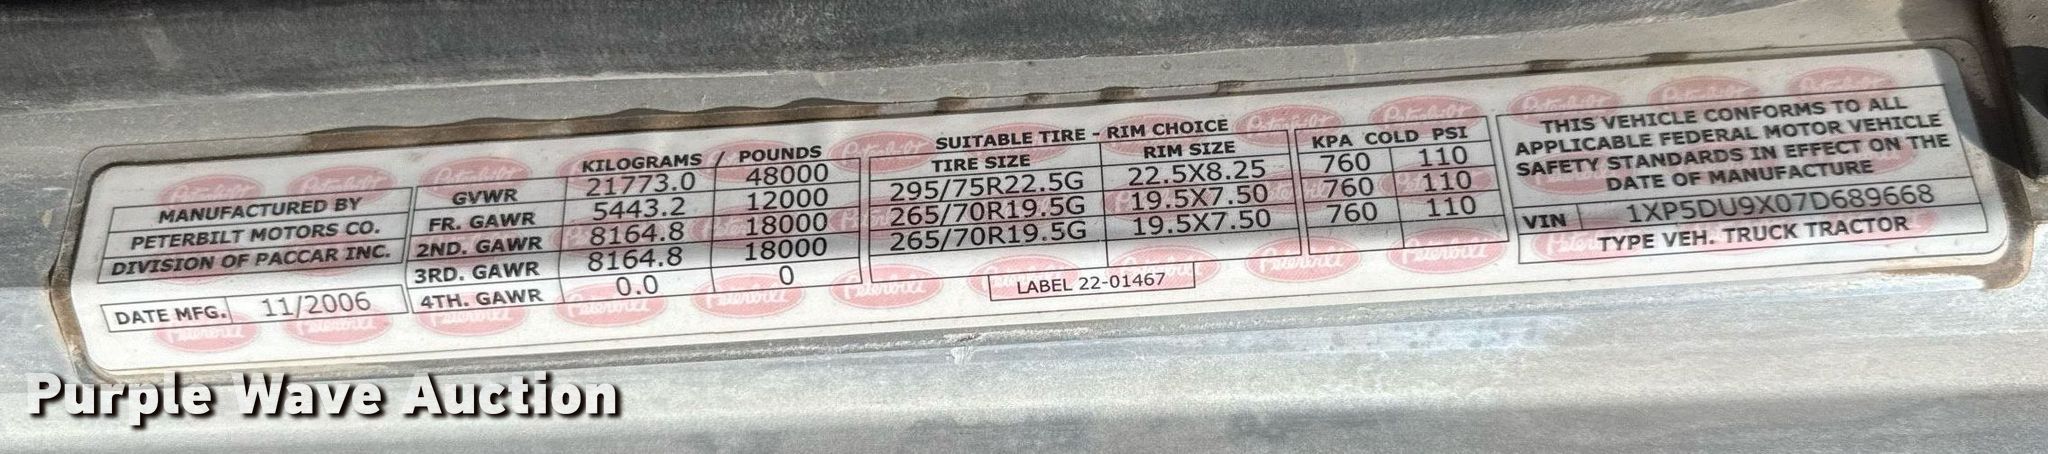 MANUFACTURED BY
PETERBILT MOTORS CO.
DIVISION OF PACCAR INC.
DATE MFG. 11/2006
KILOGRAMS / POUNDS
GVWR 21773.0 48000
FR. GAWR 5443.2 12000
2ND. GAWR 8164.8 18000
3RD. GAWR 8164.8 18000
4TH. GAWR 0.0 0
SUITABLE TIRE - RIM CHOICE
TIRE SIZE RIM SIZE KPA COLD PSI
295/75R22.5G 22.5X8.25 760 110
265/70R19.5G 19.5X7.50 760 110
265/70R19.5G 19.5X7.50 760 110
LABEL 22-01467
THIS VEHICLE CONFORMS TO ALL
APPLICABLE FEDERAL MOTOR VEHICLE
SAFETY STANDARDS IN EFFECT ON THE
DATE OF MANUFACTURE
VIN 1XP5DU9X07D689668
TYPE VEH. TRUCK TRACTOR
Peterbilt
Purple Wave Auction